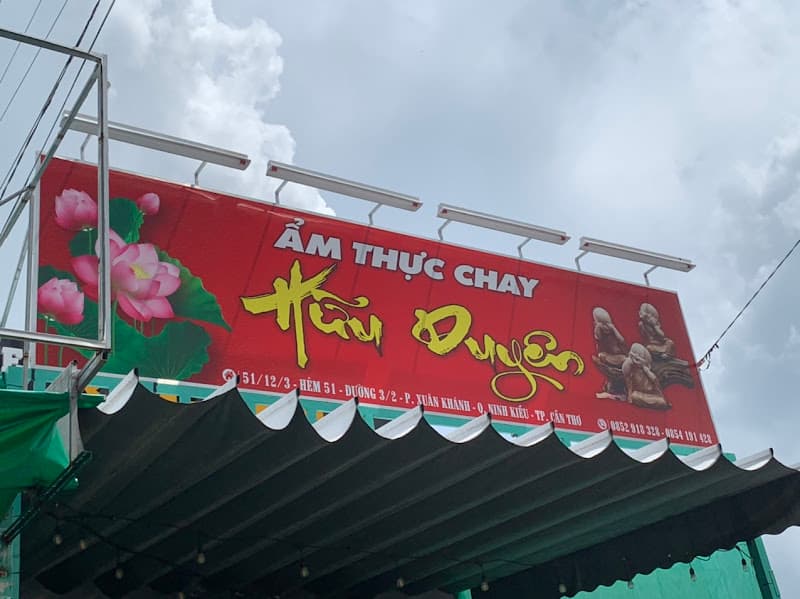 ẨM THỰC CHAY
Hữu Duyên
51/12/3 - HẺM 51 - ĐƯỜNG 3/2 - P. XUÂN KHÁNH - Q. NINH KIỀU - TP. CẦN THƠ
0852 918 328 - 0854 191 428